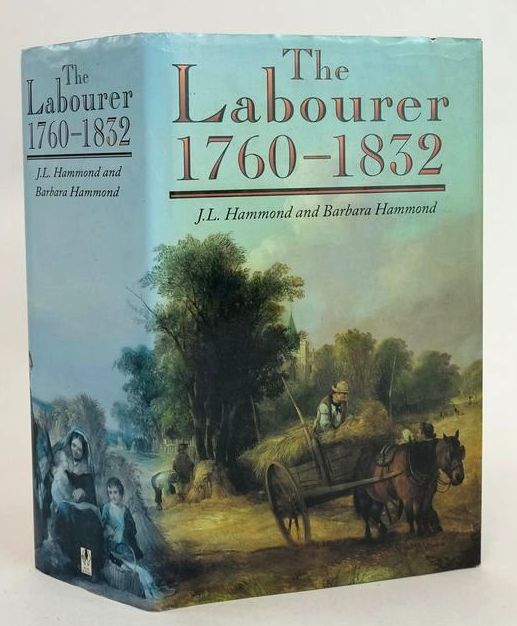 The
Labourer
1760–1832
J.L. Hammond and
Barbara Hammond
The
Labourer
1760–1832
J.L. Hammond and Barbara Hammond